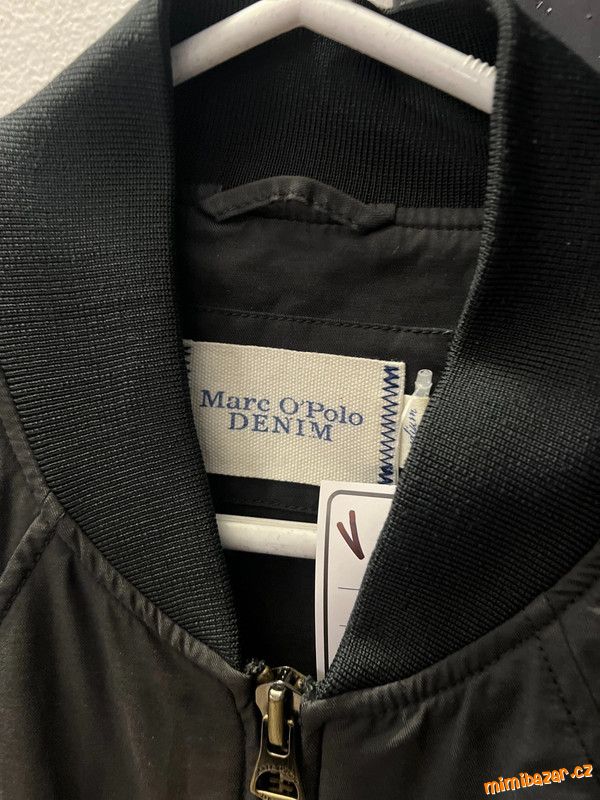 Marc O'Polo
DENIM
V
mimibazar.cz